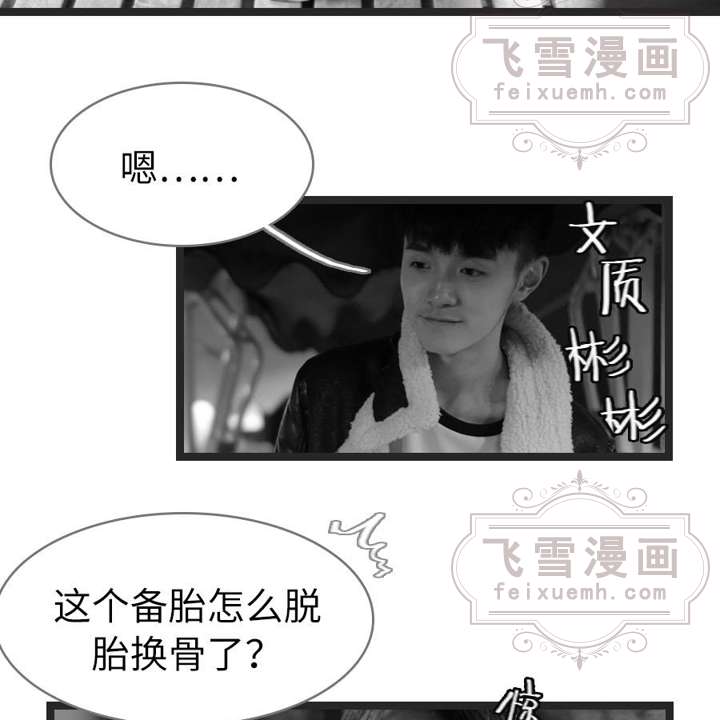 飞雪漫画
feixuemh.com
嗯……
文
质
彬
彬
飞雪漫画
feixuemh.com
这个备胎怎么脱
胎换骨了？
惊